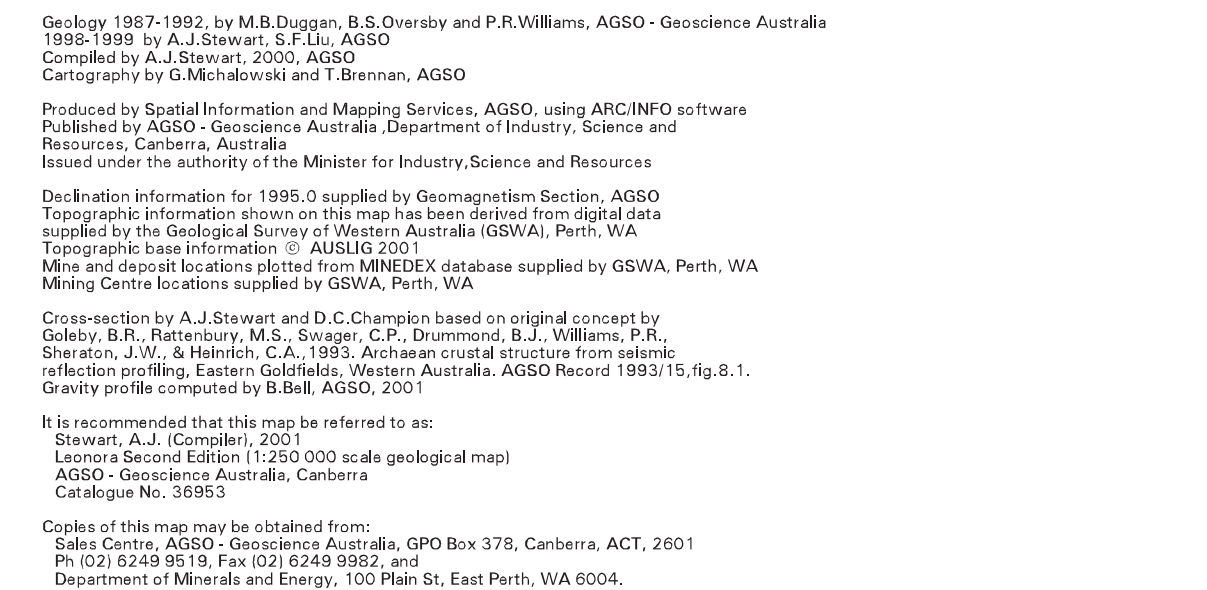 Geology 1987-1992, by M.B.Duggan, B.S.Oversby and P.R.Williams, AGSO - Geoscience Australia
1998-1999 by A.J.Stewart, S.F.Liu, AGSO
Compiled by A.J.Stewart, 2000, AGSO
Cartography by G.Michalowski and T.Brennan, AGSO
Produced by Spatial Information and Mapping Services, AGSO, using ARC/INFO software
Published by AGSO - Geoscience Australia ,Department of Industry, Science and
Resources, Canberra, Australia
Issued under the authority of the Minister for Industry,Science and Resources
Declination information for 1995.0 supplied by Geomagnetism Section, AGSO
Topographic information shown on this map has been derived from digital data
supplied by the Geological Survey of Western Australia (GSWA), Perth, WA
Topographic base information © AUSLIG 2001
Mine and deposit locations plotted from MINEDEX database supplied by GSWA, Perth, WA
Mining Centre locations supplied by GSWA, Perth, WA
Cross-section by A.J.Stewart and D.C.Champion based on original concept by
Goleby, B.R., Rattenbury, M.S., Swager, C.P., Drummond, B.J., Williams, P.R.,
Sheraton, J.W., & Heinrich, C.A.,1993. Archaean crustal structure from seismic
reflection profiling, Eastern Goldfields, Western Australia. AGSO Record 1993/15,fig.8.1.
Gravity profile computed by B.Bell, AGSO, 2001
It is recommended that this map be referred to as:
Stewart, A.J. (Compiler), 2001
Leonora Second Edition (1:250 000 scale geological map)
AGSO - Geoscience Australia, Canberra
Catalogue No. 36953
Copies of this map may be obtained from:
Sales Centre, AGSO - Geoscience Australia, GPO Box 378, Canberra, ACT, 2601
Ph (02) 6249 9519, Fax (02) 6249 9982, and
Department of Minerals and Energy, 100 Plain St, East Perth, WA 6004.